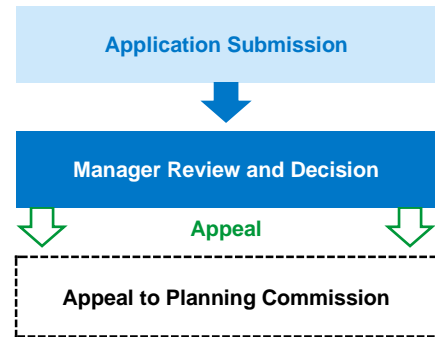 Application Submission
Manager Review and Decision
Appeal
Appeal to Planning Commission